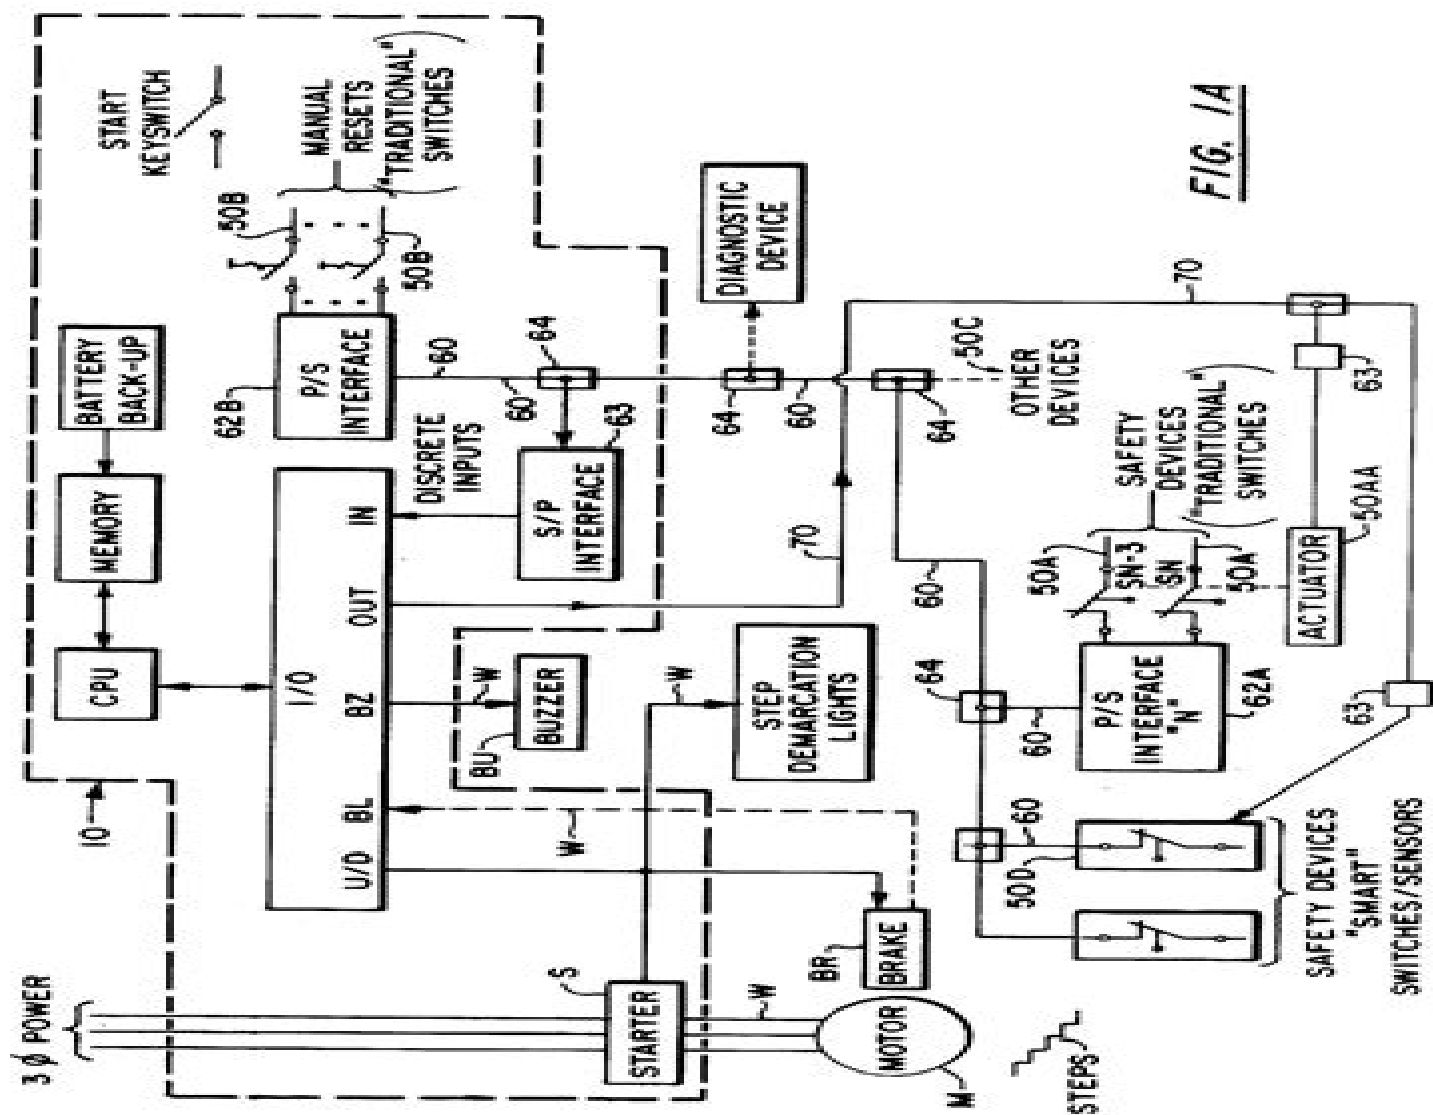 3ϕ POWER
10
CPU
MEMORY
BATTERY
BACK-UP
START
KEYSWITCH
I/O
U/D
BL
BZ
OUT
IN
62B
P/S
INTERFACE
50B
50B
MANUAL
RESETS
"TRADITIONAL"
SWITCHES
DISCRETE
INPUTS
60
S
STARTER
W
BU
BUZZER
W
S/P
INTERFACE
63
60
64
W
W
STEP
DEMARCATION
LIGHTS
64
DIAGNOSTIC
DEVICE
M
MOTOR
BR
BRAKE
70
60
64
50C
OTHER
DEVICES
60
64
STEPS
50D
60
60
P/S
INTERFACE
"N"
62A
50A
SN-3
SN
50A
SAFETY
DEVICES
"TRADITIONAL"
SWITCHES
70
FIG. 1A
SAFETY DEVICES
"SMART"
SWITCHES/SENSORS
63
ACTUATOR
50AA
63